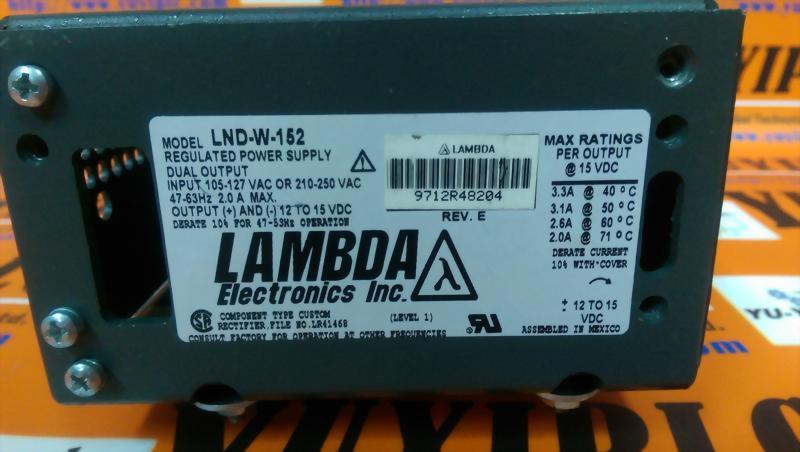 MODEL LND-W-152
REGULATED POWER SUPPLY
DUAL OUTPUT
INPUT 105-127 VAC OR 210-250 VAC
47-63Hz 2.0 A MAX.
OUTPUT (+) AND (-) 12 TO 15 VDC
DERATE 10% FOR 47-53Hz OPERATION
LAMBDA
9712R48204
REV. E
MAX RATINGS
PER OUTPUT
@ 15 VDC
3.3A @ 40°C
3.1A @ 50°C
2.6A @ 60°C
2.0A @ 71°C
DERATE CURRENT
10% WITH COVER
± 12 TO 15
VDC
LAMBDA λ
Electronics Inc.
COMPONENT TYPE CUSTOM
RECTIFIER, FILE NO. LR41468
(LEVEL 1)
ASSEMBLED IN MEXICO
CONSULT FACTORY FOR OPERATION AT OTHER FREQUENCIES